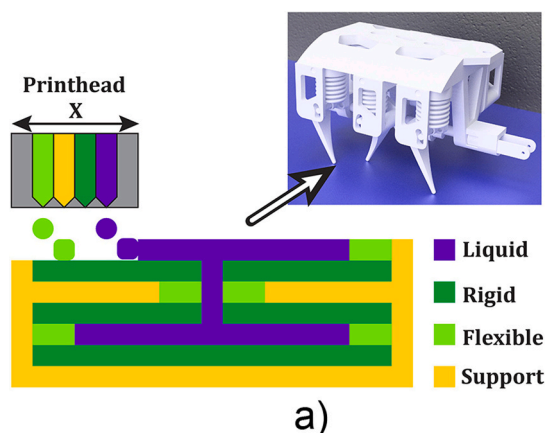 Printhead
X
Liquid
Rigid
Flexible
Support
a)